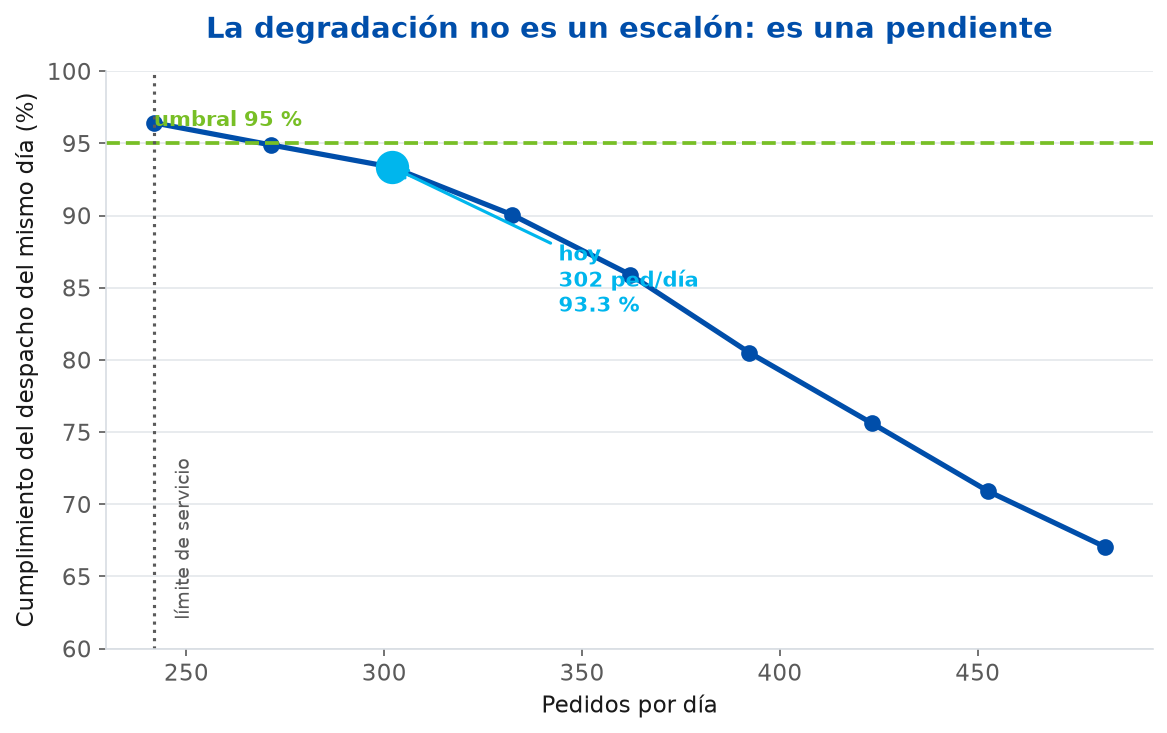 La degradación no es un escalón: es una pendiente
Cumplimiento del despacho del mismo día (%)
100
95
90
85
80
75
70
65
60
umbral 95 %
hoy
302 ped/día
93.3 %
límite de servicio
250
300
350
400
450
Pedidos por día